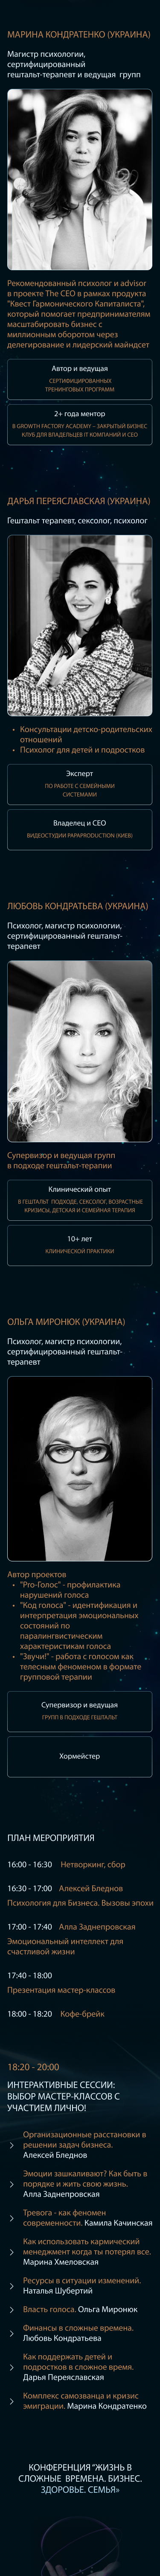 МАРИНА КОНДРАТЕНКО (УКРАИНА)
Магистр психологии,
сертифицированный
гештальт-терапевт и ведущая групп
Рекомендованный психолог и advisor
в проекте The CEO в рамках продукта
"Квест Гармонического Капиталиста",
который помогает предпринимателям
масштабировать бизнес с
миллионным оборотом через
делегирование и лидерский майндсет
Автор и ведущая
СЕРТИФИЦИРОВАННЫХ
ТРЕНИНГОВЫХ ПРОГРАММ
2+ года ментор
В GROWTH FACTORY ACADEMY – ЗАКРЫТЫЙ БИЗНЕС
КЛУБ ДЛЯ ВЛАДЕЛЬЦЕВ IT КОМПАНИЙ И CEO
ДАРЬЯ ПЕРЕЯСЛАВСКАЯ (УКРАИНА)
Гештальт терапевт, сексолог, психолог
• Консультации детско-родительских
отношений
• Психолог для детей и подростков
Эксперт
ПО РАБОТЕ С СЕМЕЙНЫМИ
СИСТЕМАМИ
Владелец и CEO
ВИДЕОСТУДИИ PAPAPRODUCTION (КИЕВ)
ЛЮБОВЬ КОНДРАТЬЕВА (УКРАИНА)
Психолог, магистр психологии,
сертифицированный гештальт-
терапевт
Супервизор и ведущая групп
в подходе гештальт-терапии
Клинический опыт
В ГЕШТАЛЬТ ПОДХОДЕ, СЕКСОЛОГ. ВОЗРАСТНЫЕ
КРИЗИСЫ, ДЕТСКАЯ И СЕМЕЙНАЯ ТЕРАПИЯ
10+ лет
КЛИНИЧЕСКОЙ ПРАКТИКИ
ОЛЬГА МИРОНЮК (УКРАИНА)
Психолог, магистр психологии,
сертифицированный гештальт-
терапевт
Автор проектов
• "Pro-Голос" - профилактика
нарушений голоса
• "Код голоса" - идентификация и
интерпретация эмоциональных
состояний по
паралингвистическим
характеристикам голоса
• "Звучи!" - работа с голосом как
телесным феноменом в формате
групповой терапии
Супервизор и ведущая
ГРУПП В ПОДХОДЕ ГЕШТАЛЬТ
Хормейстер
ПЛАН МЕРОПРИЯТИЯ
16:00 - 16:30 Нетворкинг, сбор
16:30 - 17:00 Алексей Бледнов
Психология для Бизнеса. Вызовы эпохи
17:00 - 17:40 Алла Заднепровская
Эмоциональный интеллект для
счастливой жизни
17:40 - 18:00
Презентация мастер-классов
18:00 - 18:20 Кофе-брейк
18:20 - 20:00
ИНТЕРАКТИВНЫЕ СЕССИИ:
ВЫБОР МАСТЕР-КЛАССОВ С
УЧАСТИЕМ ЛИЧНО!
Организационные расстановки в
решении задач бизнеса.
Алексей Бледнов
Эмоции зашкаливают? Как быть в
порядке и жить свою жизнь.
Алла Заднепровская
Тревога - как феномен
современности. Камила Качинская
Как использовать кармический
менеджмент когда ты потерял все.
Марина Хмеловская
Ресурсы в ситуации изменений.
Наталья Шубертий
Власть голоса. Ольга Миронюк
Финансы в сложные времена.
Любовь Кондратьева
Как поддержать детей и
подростков в сложное время.
Дарья Переяславская
Комплекс самозванца и кризис
эмиграции. Марина Кондратенко
КОНФЕРЕНЦИЯ "ЖИЗНЬ В
СЛОЖНЫЕ ВРЕМЕНА. БИЗНЕС.
ЗДОРОВЬЕ. СЕМЬЯ»